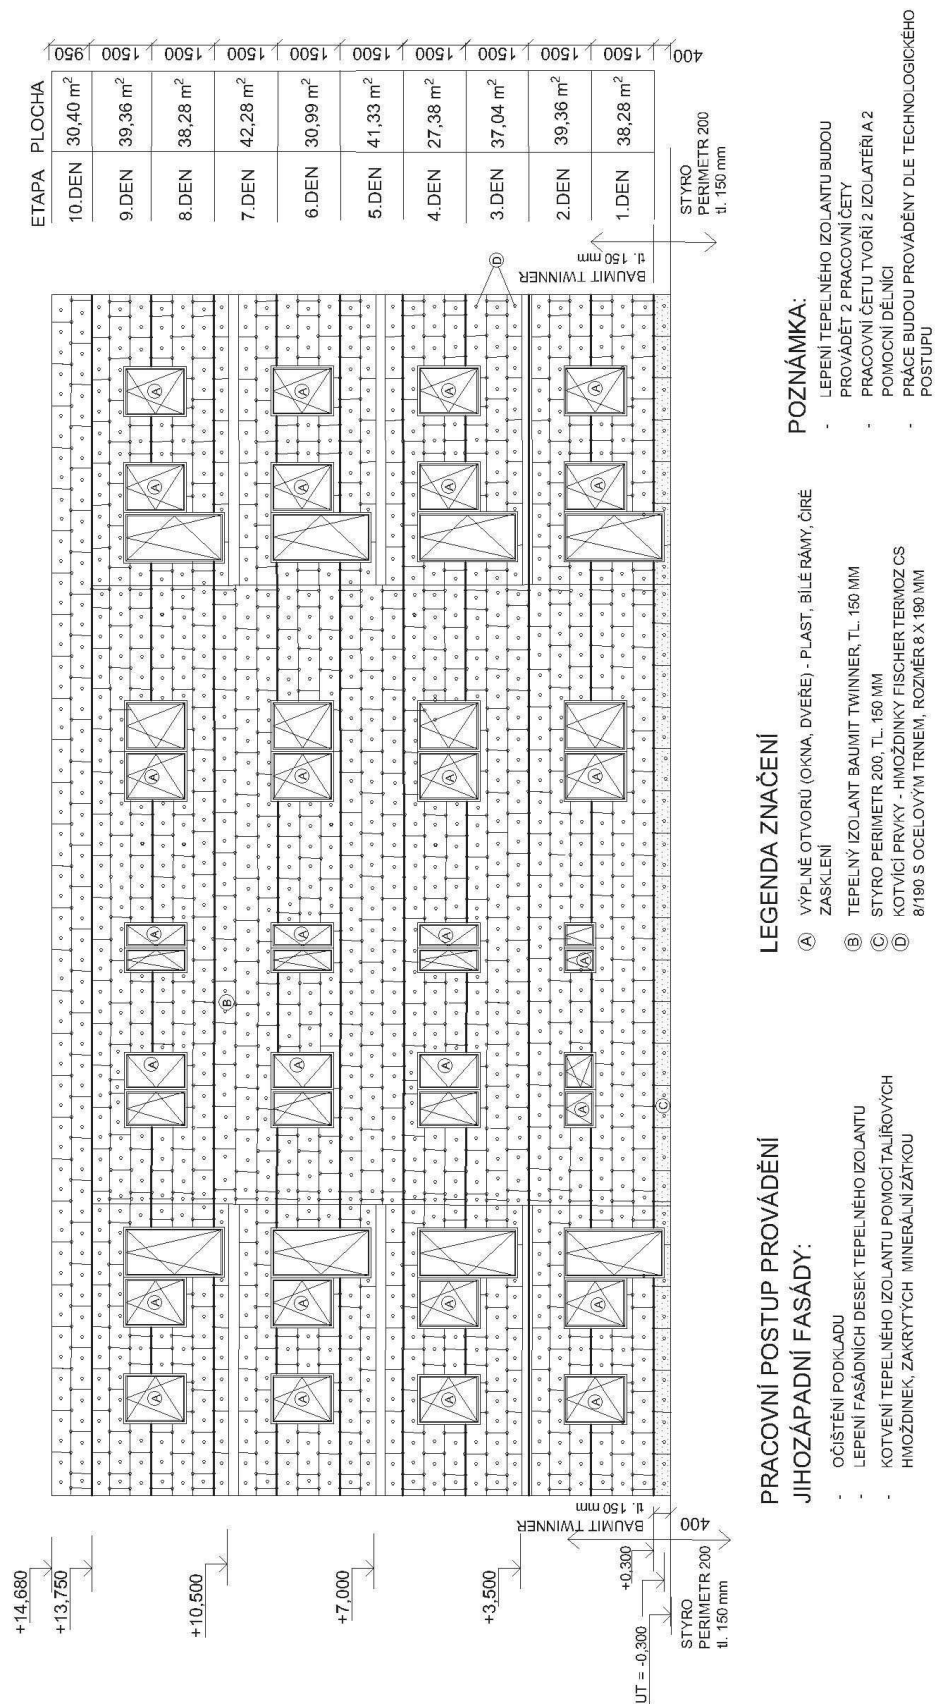 ETAPA PLOCHA
10.DEN 30,40 m² 950
9.DEN 39,36 m² 1500
8.DEN 38,28 m² 1500
7.DEN 42,28 m² 1500
6.DEN 30,99 m² 1500
5.DEN 41,33 m² 1500
4.DEN 27,38 m² 1500
3.DEN 37,04 m² 1500
2.DEN 39,36 m² 1500
1.DEN 38,28 m² 1500
400
STYRO
PERIMETR 200
tl. 150 mm
BAUMIT TWINNER
tl. 150 mm
D
A A A A
A A A A
A A A A
A A A A
B
A A A A
C
A A A A
A A A A
+14,680
+13,750
+10,500
+7,000
+3,500
+0,300
UT = -0,300
BAUMIT TWINNER
tl. 150 mm
400
STYRO
PERIMETR 200
tl. 150 mm
PRACOVNÍ POSTUP PROVÁDĚNÍ
JIHOZÁPADNÍ FASÁDY:
- OČIŠTĚNÍ PODKLADU
- LEPENÍ FASÁDNÍCH DESEK TEPELNÉHO IZOLANTU
- KOTVENÍ TEPELNÉHO IZOLANTU POMOCÍ TALÍŘOVÝCH
HMOŽDINEK, ZAKRYTÝCH MINERÁLNÍ ZÁTKOU
LEGENDA ZNAČENÍ
A VÝPLNĚ OTVORŮ (OKNA, DVEŘE) - PLAST, BÍLÉ RÁMY, ČIRÉ
ZASKLENÍ
B TEPELNÝ IZOLANT BAUMIT TWINNER, TL. 150 MM
C STYRO PERIMETR 200, TL. 150 MM
D KOTVÍCÍ PRVKY - HMOŽDINKY FISCHER TERMOZ CS
8/190 S OCELOVÝM TRNEM, ROZMĚR 8 X 190 MM
POZNÁMKA:
- LEPENÍ TEPELNÉHO IZOLANTU BUDOU
PROVÁDĚT 2 PRACOVNÍ ČETY
- PRACOVNÍ ČETU TVOŘÍ 2 IZOLATÉŘI A 2
POMOCNÍ DĚLNÍCI
- PRÁCE BUDOU PROVÁDĚNY DLE TECHNOLOGICKÉHO
POSTUPU